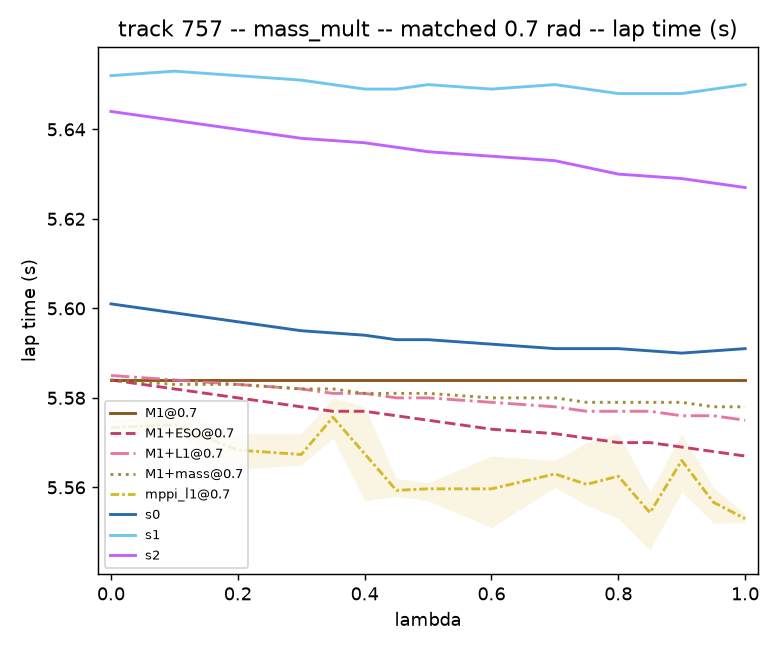 track 757 -- mass_mult -- matched 0.7 rad -- lap time (s)
lap time (s)
5.64
5.62
5.60
5.58
5.56
M1@0.7
M1+ESO@0.7
M1+L1@0.7
M1+mass@0.7
mppi_l1@0.7
s0
s1
s2
0.0 0.2 0.4 0.6 0.8 1.0
lambda